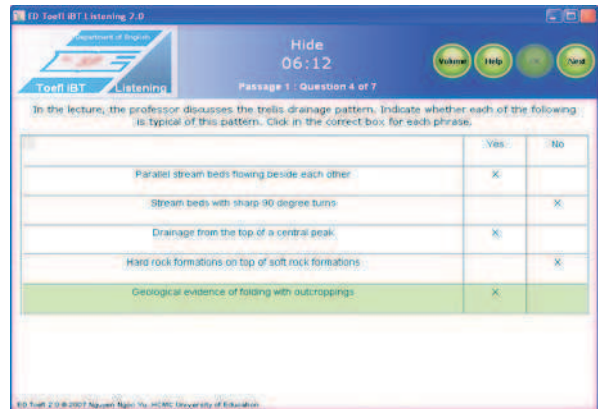 ED Toefl iBT Listening 2.0
Department of English
Toefl iBT Listening
Hide
06:12
Passage 1 : Question 4 of 7
Volume Help Next
In the lecture, the professor discusses the trellis drainage pattern. Indicate whether each of the following
is typical of this pattern. Click in the correct box for each phrase.
Yes No
Parallel stream beds flowing beside each other X
Stream beds with sharp 90 degree turns X
Drainage from the top of a central peak X
Hard rock formations on top of soft rock formations X
Geological evidence of folding with outcroppings X
ED Toefl 2.0 © 2007 Nguyen Ngoc Vu HCMC University of Education